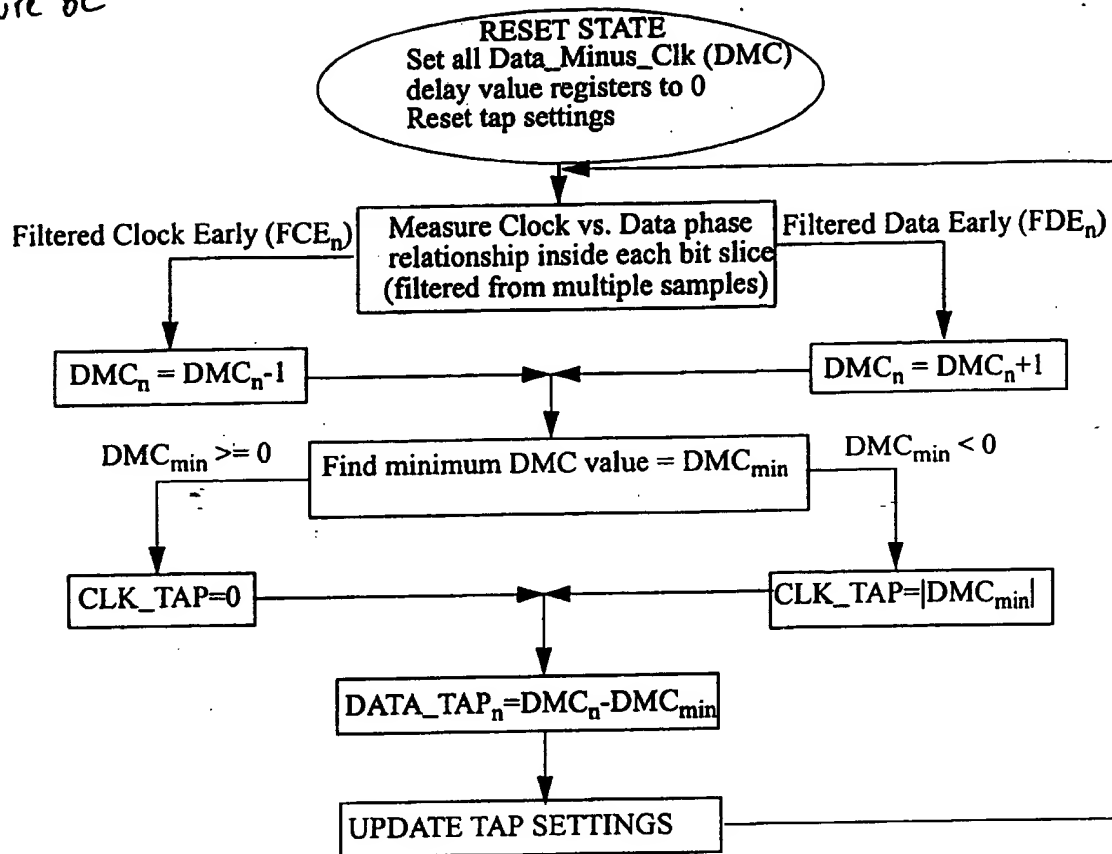 RESET STATE
Set all Data_Minus_Clk (DMC)
delay value registers to 0
Reset tap settings
Filtered Clock Early (FCEn)
Measure Clock vs. Data phase
relationship inside each bit slice
(filtered from multiple samples)
Filtered Data Early (FDEn)
DMCn = DMCn-1
DMCn = DMCn+1
DMCmin >= 0
Find minimum DMC value = DMCmin
DMCmin < 0
CLK_TAP=0
CLK_TAP=|DMCmin|
DATA_TAPn=DMCn-DMCmin
UPDATE TAP SETTINGS